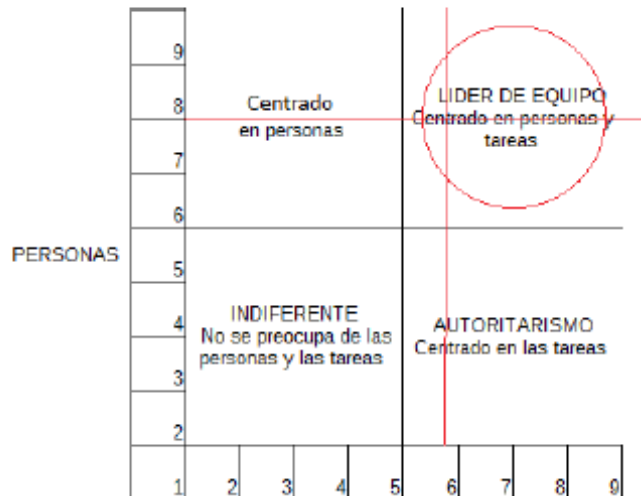 9
8
7
6
PERSONAS
5
4
3
2
1
Centrado
en personas
LIDER DE EQUIPO
Centrado en personas y
tareas
INDIFERENTE
No se preocupa de las
personas y las tareas
AUTORITARISMO
Centrado en las tareas
2 3 4 5 6 7 8 9